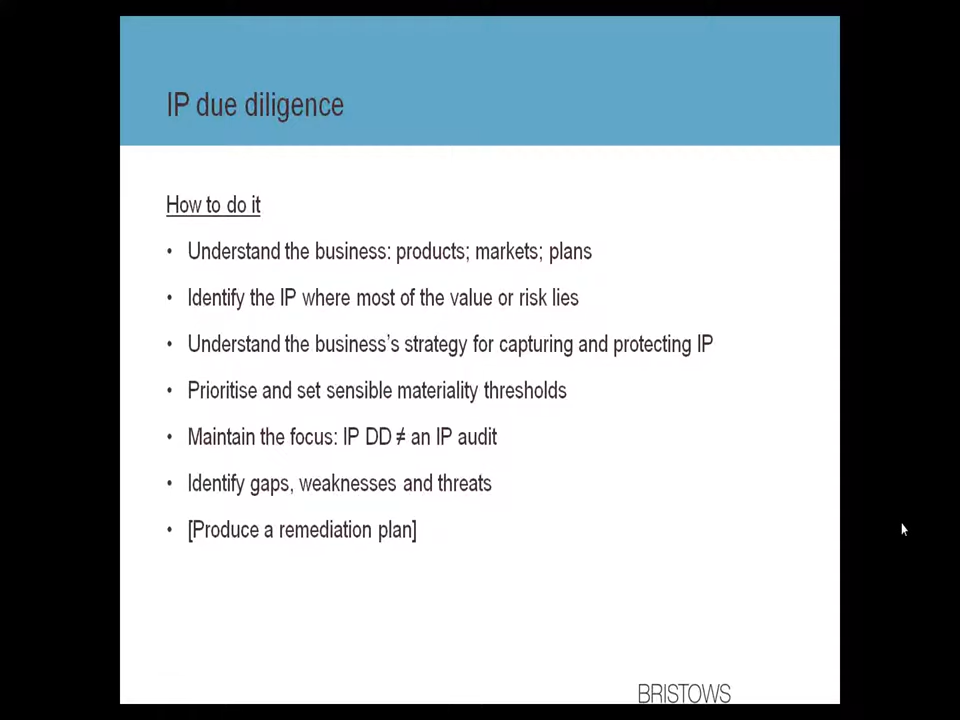 IP due diligence
How to do it
• Understand the business: products; markets; plans
• Identify the IP where most of the value or risk lies
• Understand the business’s strategy for capturing and protecting IP
• Prioritise and set sensible materiality thresholds
• Maintain the focus: IP DD ≠ an IP audit
• Identify gaps, weaknesses and threats
• [Produce a remediation plan]
BRISTOWS